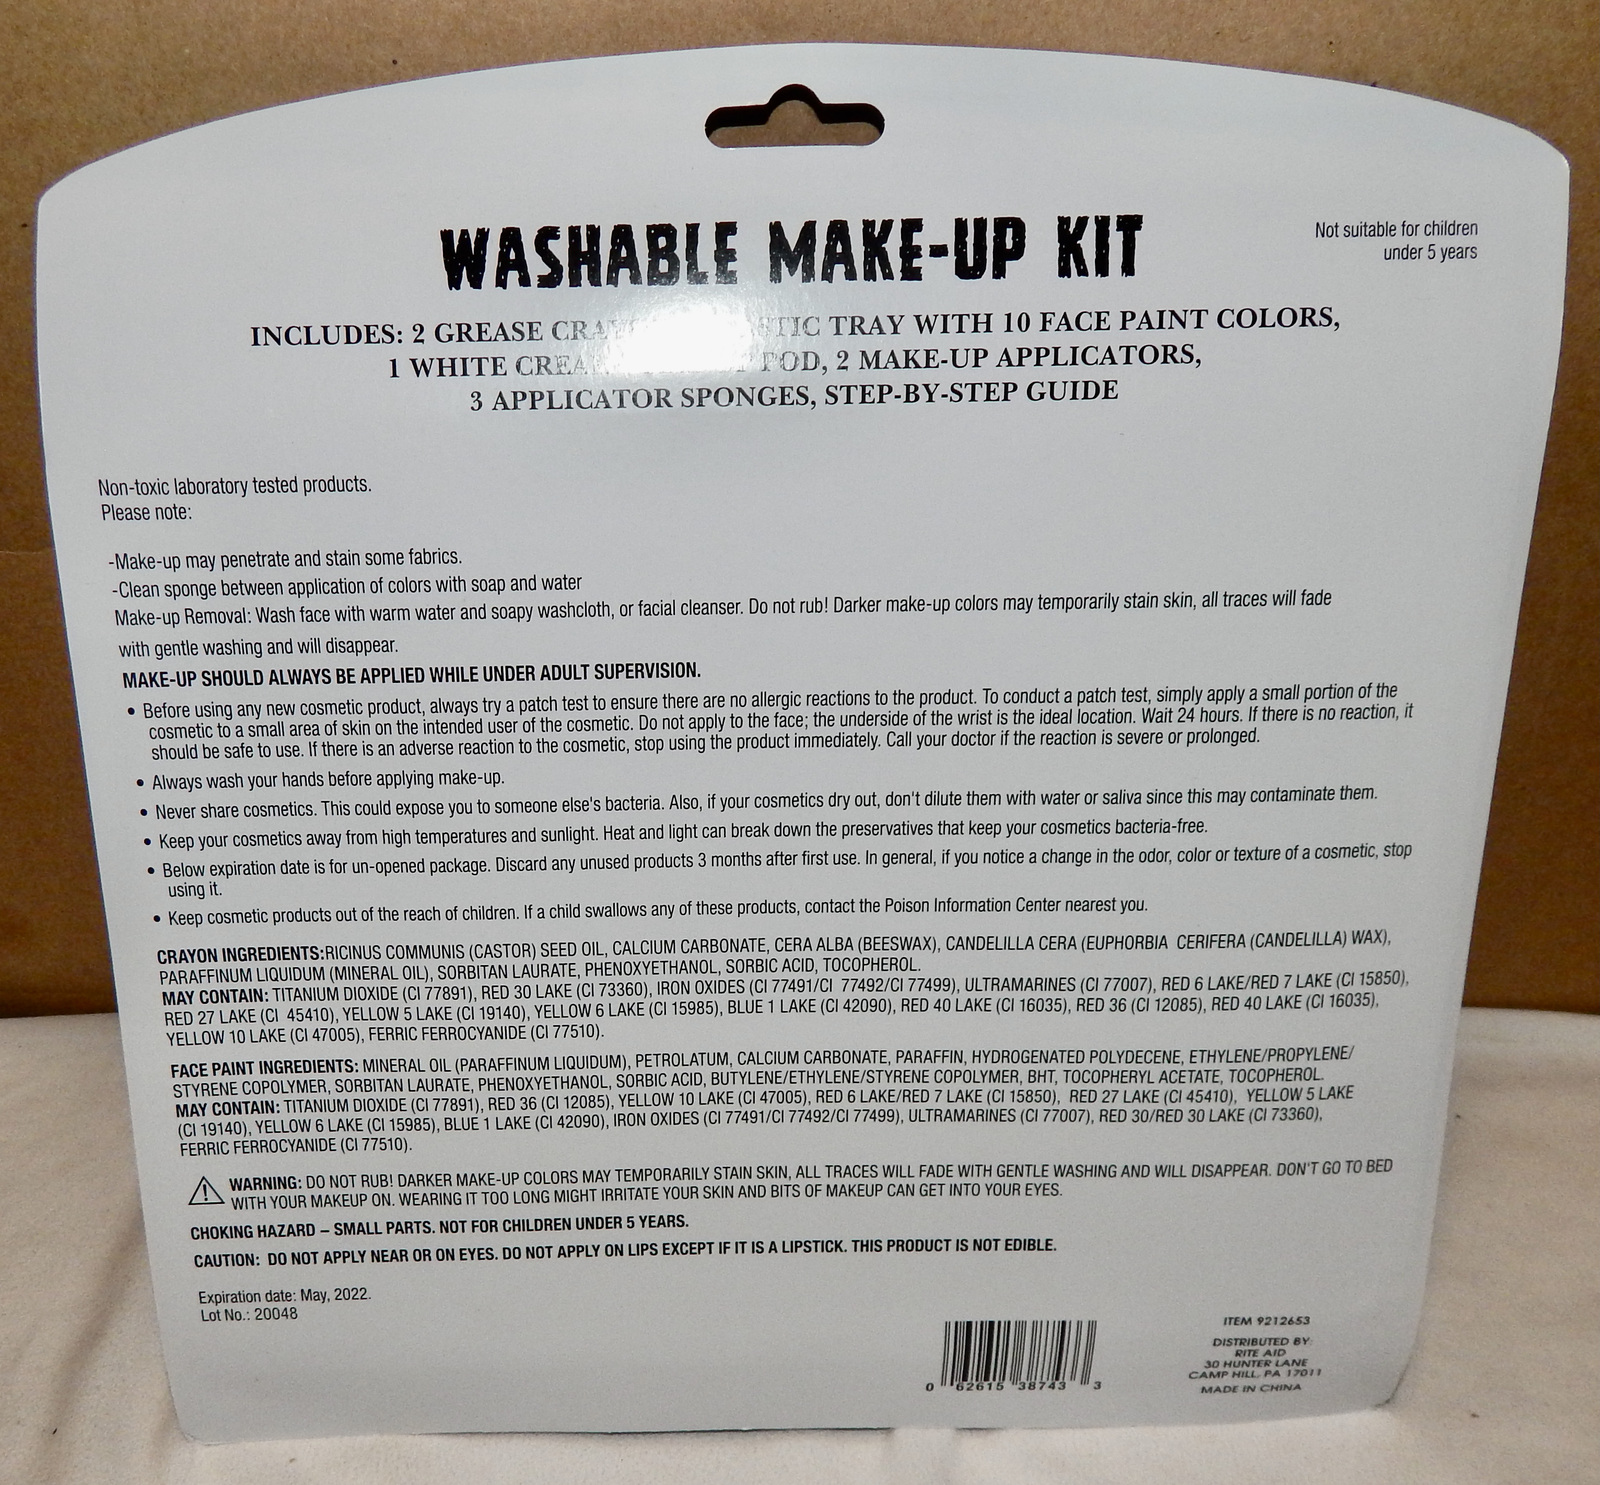 WASHABLE MAKE-UP KIT
Not suitable for children
under 5 years
INCLUDES: 2 GREASE TRAY WITH 10 FACE PAINT COLORS,
1 WHITE POD, 2 MAKE-UP APPLICATORS,
3 APPLICATOR SPONGES, STEP-BY-STEP GUIDE
Non-toxic laboratory tested products.
Please note:
-Make-up may penetrate and stain some fabrics.
-Clean sponge between application of colors with soap and water
Make-up Removal: Wash face with warm water and soapy washcloth, or facial cleanser. Do not rub! Darker make-up colors may temporarily stain skin, all traces will fade
with gentle washing and will disappear.
MAKE-UP SHOULD ALWAYS BE APPLIED WHILE UNDER ADULT SUPERVISION.
• Before using any new cosmetic product, always try a patch test to ensure there are no allergic reactions to the product. To conduct a patch test, simply apply a small portion of the
cosmetic to a small area of skin on the intended user of the cosmetic. Do not apply to the face; the underside of the wrist is the ideal location. Wait 24 hours. If there is no reaction, it
should be safe to use. If there is an adverse reaction to the cosmetic, stop using the product immediately. Call your doctor if the reaction is severe or prolonged.
• Always wash your hands before applying make-up.
• Never share cosmetics. This could expose you to someone else's bacteria. Also, if your cosmetics dry out, don't dilute them with water or saliva since this may contaminate them.
• Keep your cosmetics away from high temperatures and sunlight. Heat and light can break down the preservatives that keep your cosmetics bacteria-free.
• Below expiration date is for un-opened package. Discard any unused products 3 months after first use. In general, if you notice a change in the odor, color or texture of a cosmetic, stop
using it.
• Keep cosmetic products out of the reach of children. If a child swallows any of these products, contact the Poison Information Center nearest you.
CRAYON INGREDIENTS:RICINUS COMMUNIS (CASTOR) SEED OIL, CALCIUM CARBONATE, CERA ALBA (BEESWAX), CANDELILLA CERA (EUPHORBIA CERIFERA (CANDELILLA) WAX),
PARAFFINUM LIQUIDUM (MINERAL OIL), SORBITAN LAURATE, PHENOXYETHANOL, SORBIC ACID, TOCOPHEROL.
MAY CONTAIN: TITANIUM DIOXIDE (CI 77891), RED 30 LAKE (CI 73360), IRON OXIDES (CI 77491/CI 77492/CI 77499), ULTRAMARINES (CI 77007), RED 6 LAKE/RED 7 LAKE (CI 15850),
RED 27 LAKE (CI 45410), YELLOW 5 LAKE (CI 19140), YELLOW 6 LAKE (CI 15985), BLUE 1 LAKE (CI 42090), RED 40 LAKE (CI 16035), RED 36 (CI 12085), RED 40 LAKE (CI 16035),
YELLOW 10 LAKE (CI 47005), FERRIC FERROCYANIDE (CI 77510).
FACE PAINT INGREDIENTS: MINERAL OIL (PARAFFINUM LIQUIDUM), PETROLATUM, CALCIUM CARBONATE, PARAFFIN, HYDROGENATED POLYDECENE, ETHYLENE/PROPYLENE/
STYRENE COPOLYMER, SORBITAN LAURATE, PHENOXYETHANOL, SORBIC ACID, BUTYLENE/ETHYLENE/STYRENE COPOLYMER, BHT, TOCOPHERYL ACETATE, TOCOPHEROL.
MAY CONTAIN: TITANIUM DIOXIDE (CI 77891), RED 36 (CI 12085), YELLOW 10 LAKE (CI 47005), RED 6 LAKE/RED 7 LAKE (CI 15850), RED 27 LAKE (CI 45410), YELLOW 5 LAKE
(CI 19140), YELLOW 6 LAKE (CI 15985), BLUE 1 LAKE (CI 42090), IRON OXIDES (CI 77491/CI 77492/CI 77499), ULTRAMARINES (CI 77007), RED 30/RED 30 LAKE (CI 73360),
FERRIC FERROCYANIDE (CI 77510).
WARNING: DO NOT RUB! DARKER MAKE-UP COLORS MAY TEMPORARILY STAIN SKIN, ALL TRACES WILL FADE WITH GENTLE WASHING AND WILL DISAPPEAR. DON'T GO TO BED
WITH YOUR MAKEUP ON. WEARING IT TOO LONG MIGHT IRRITATE YOUR SKIN AND BITS OF MAKEUP CAN GET INTO YOUR EYES.
CHOKING HAZARD – SMALL PARTS. NOT FOR CHILDREN UNDER 5 YEARS.
CAUTION: DO NOT APPLY NEAR OR ON EYES. DO NOT APPLY ON LIPS EXCEPT IF IT IS A LIPSTICK. THIS PRODUCT IS NOT EDIBLE.
Expiration date: May, 2022.
Lot No.: 20048
0 62615 38743 3
ITEM 9212653
DISTRIBUTED BY:
RITE AID
30 HUNTER LANE
CAMP HILL, PA 17011
MADE IN CHINA